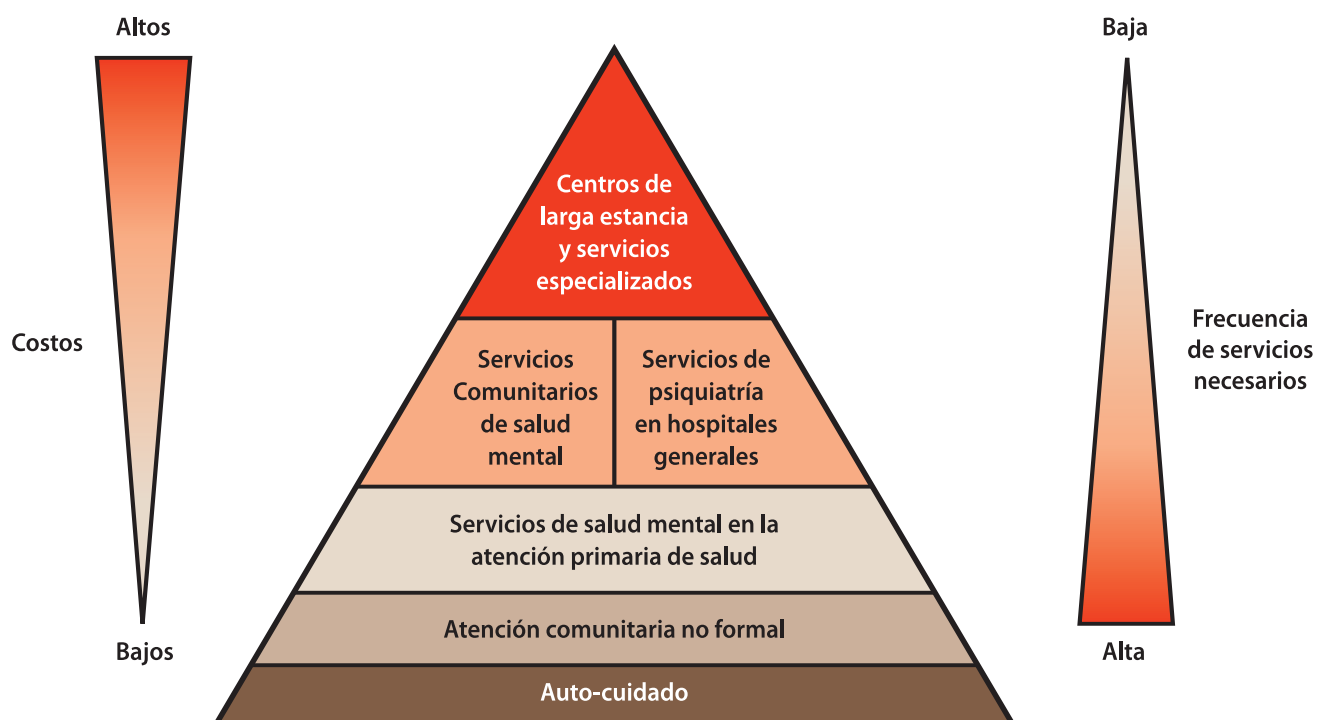 Altos
Baja
Centros de
larga estancia
y servicios
especializados
Costos
Frecuencia
de servicios
necesarios
Servicios
Comunitarios
de salud
mental
Servicios de
psiquiatría
en hospitales
generales
Servicios de salud mental en la
atención primaria de salud
Atención comunitaria no formal
Bajos
Alta
Auto-cuidado